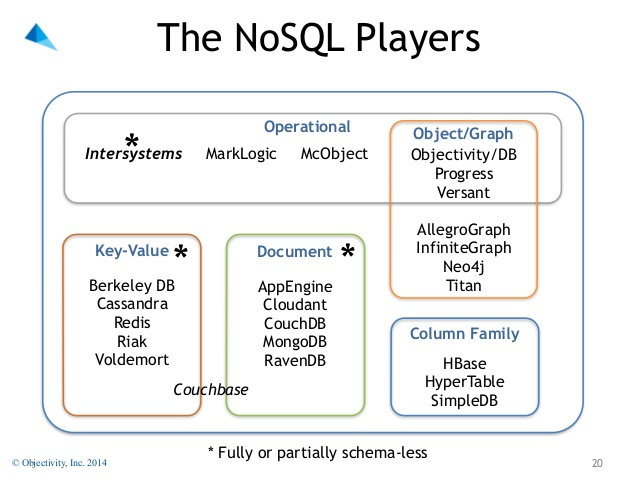 The NoSQL Players
Operational
*
Intersystems MarkLogic McObject
Object/Graph
Objectivity/DB
Progress
Versant
AllegroGraph
InfiniteGraph
Neo4j
Titan
Key-Value *
Berkeley DB
Cassandra
Redis
Riak
Voldemort
Document *
AppEngine
Cloudant
CouchDB
MongoDB
RavenDB
Couchbase
Column Family
HBase
HyperTable
SimpleDB
* Fully or partially schema-less
© Objectivity, Inc. 2014
20